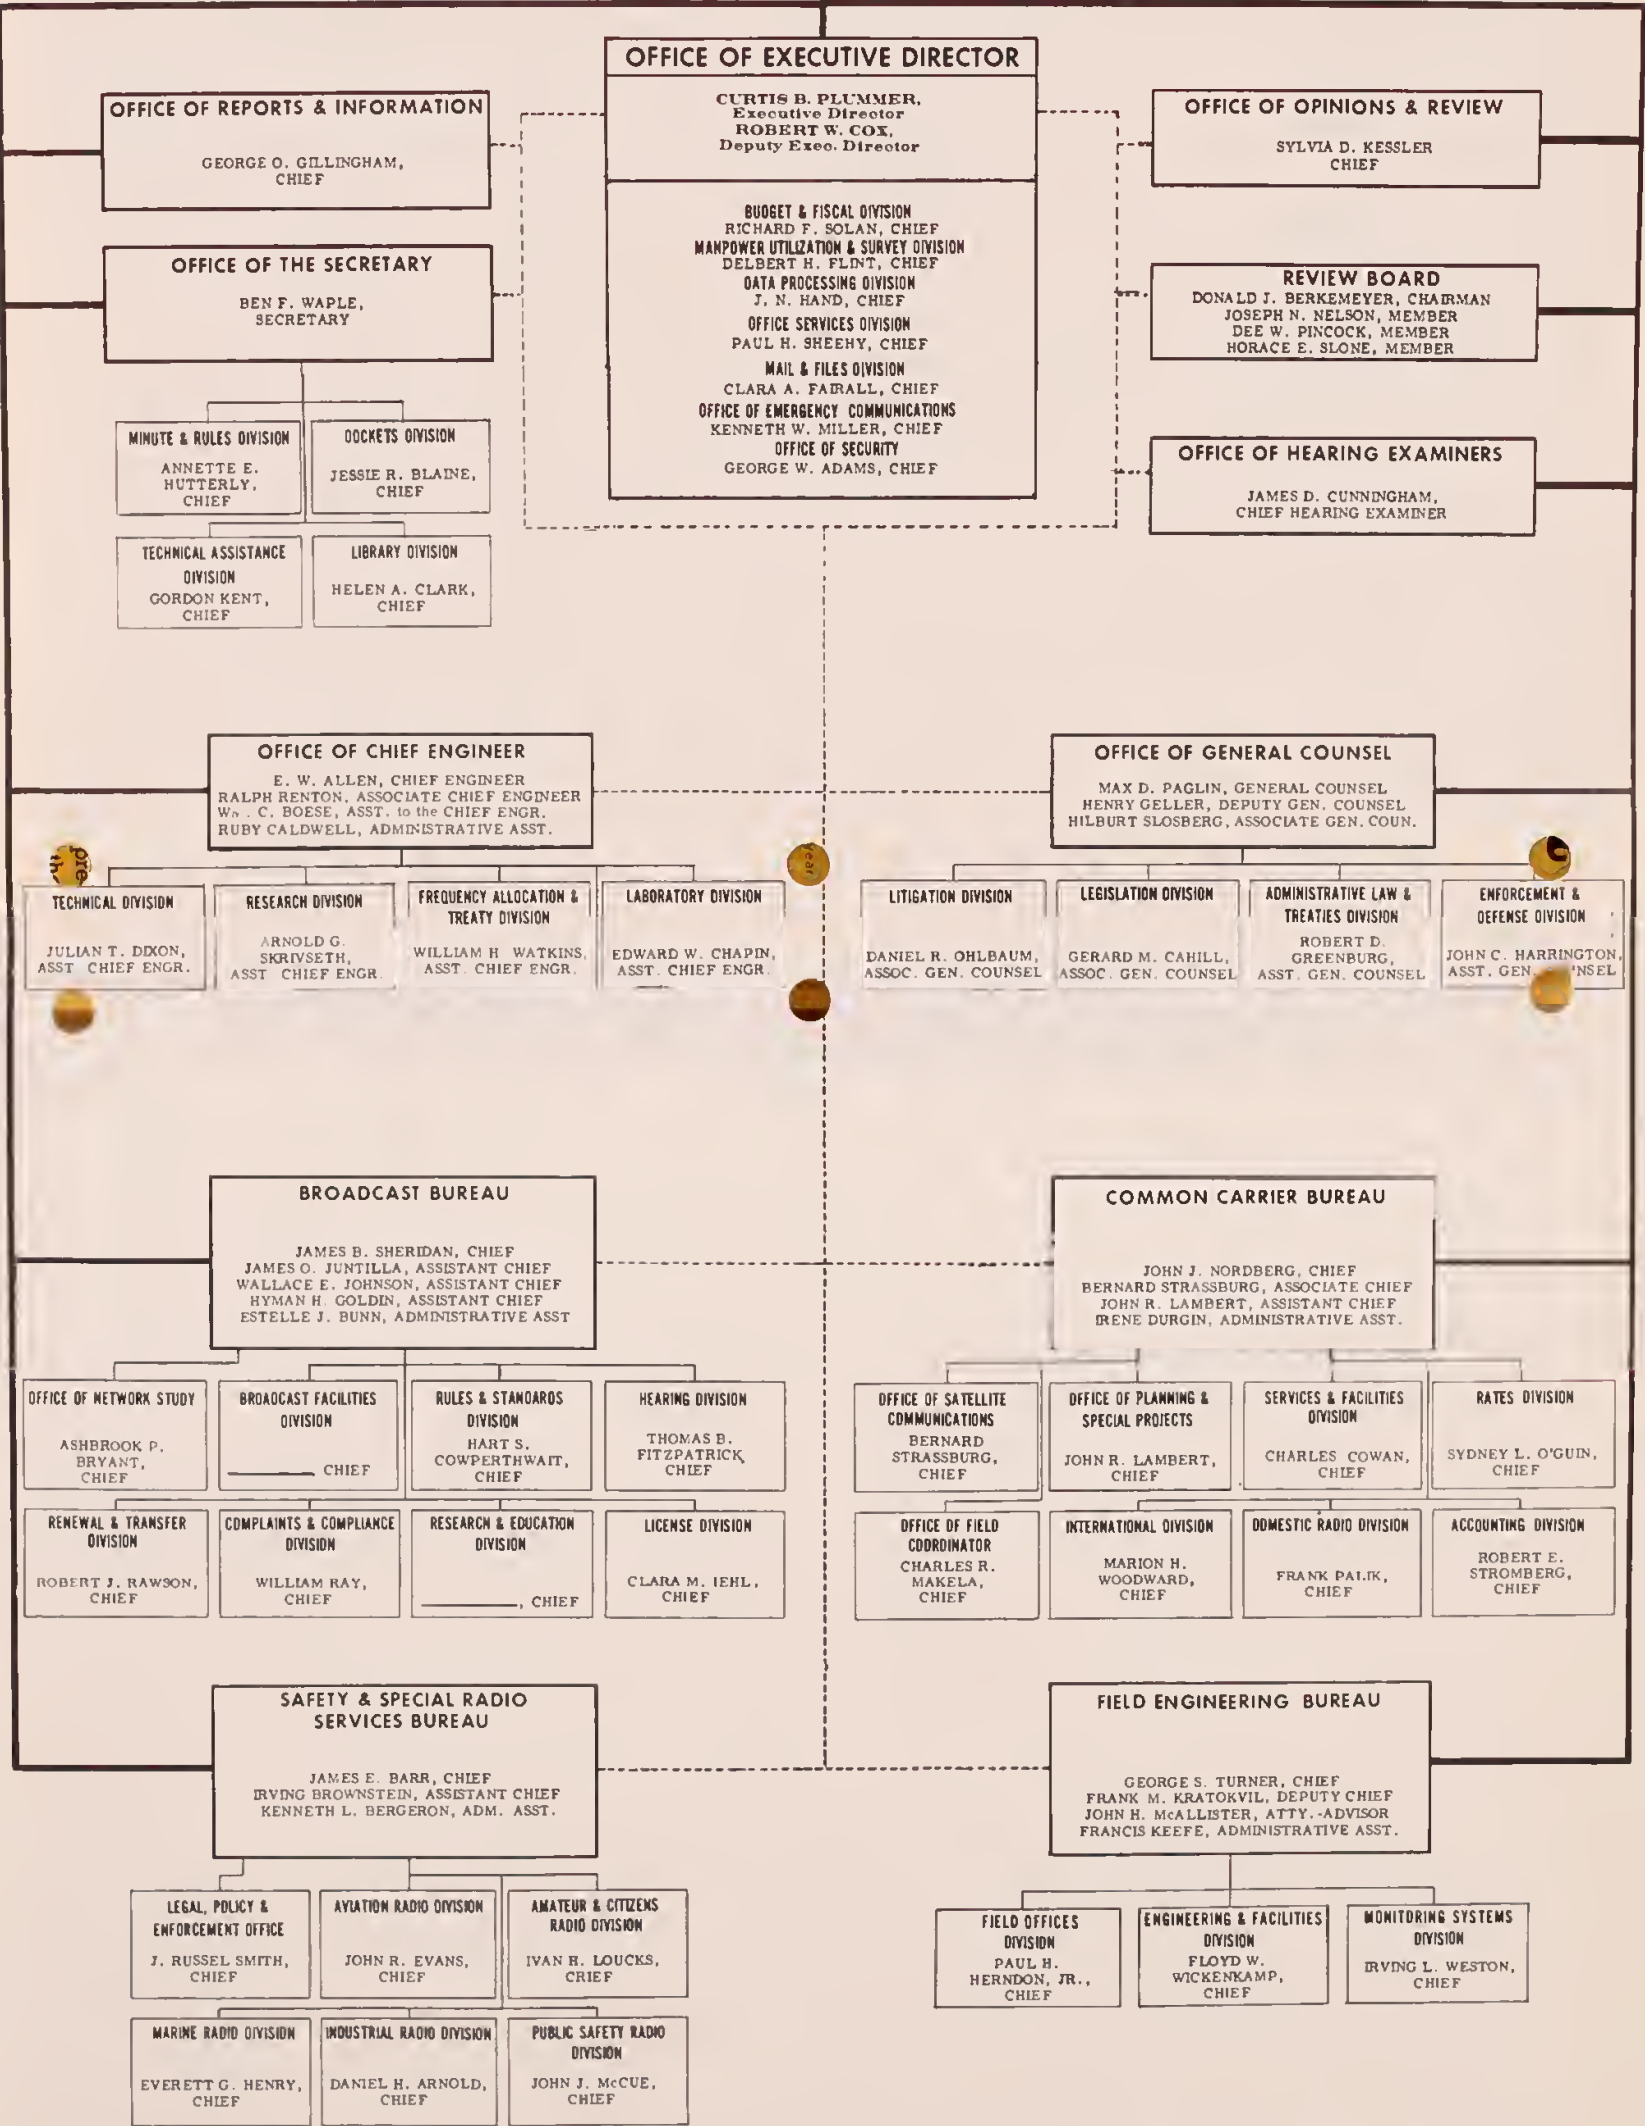 OFFICE OF EXECUTIVE DIRECTOR
CURTIS B. PLUMMER,
Executive Director
ROBERT W. COX,
Deputy Exec. Director
BUDGET & FISCAL DIVISION
RICHARD F. SOLAN, CHIEF
MANPOWER UTILIZATION & SURVEY DIVISION
DELBERT H. FLINT, CHIEF
DATA PROCESSING DIVISION
J. N. HAND, CHIEF
OFFICE SERVICES DIVISION
PAUL H. SHEEHY, CHIEF
MAIL & FILES DIVISION
CLARA A. FAIRALL, CHIEF
OFFICE OF EMERGENCY COMMUNICATIONS
KENNETH W. MILLER, CHIEF
OFFICE OF SECURITY
GEORGE W. ADAMS, CHIEF
OFFICE OF REPORTS & INFORMATION
GEORGE O. GILLINGHAM,
CHIEF
OFFICE OF THE SECRETARY
BEN F. WAPLE,
SECRETARY
MINUTE & RULES DIVISION
ANNETTE E.
HUTTERLY,
CHIEF
DOCKETS DIVISION
JESSIE R. BLAINE,
CHIEF
TECHNICAL ASSISTANCE
DIVISION
GORDON KENT,
CHIEF
LIBRARY DIVISION
HELEN A. CLARK,
CHIEF
OFFICE OF OPINIONS & REVIEW
SYLVIA D. KESSLER
CHIEF
REVIEW BOARD
DONALD J. BERKEMEYER, CHAIRMAN
JOSEPH N. NELSON, MEMBER
DEE W. PINCOCK, MEMBER
HORACE E. SLONE, MEMBER
OFFICE OF HEARING EXAMINERS
JAMES D. CUNNINGHAM,
CHIEF HEARING EXAMINER
OFFICE OF CHIEF ENGINEER
E. W. ALLEN, CHIEF ENGINEER
RALPH RENTON, ASSOCIATE CHIEF ENGINEER
Wm. C. BOESE, ASST. to the CHIEF ENGR.
RUBY CALDWELL, ADMINISTRATIVE ASST.
pre
the
year
TECHNICAL DIVISION
JULIAN T. DIXON,
ASST CHIEF ENGR.
RESEARCH DIVISION
ARNOLD G.
SKRIVSETH,
ASST CHIEF ENGR.
FREQUENCY ALLOCATION &
TREATY DIVISION
WILLIAM H WATKINS,
ASST. CHIEF ENGR.
LABORATORY DIVISION
EDWARD W. CHAPIN,
ASST. CHIEF ENGR.
OFFICE OF GENERAL COUNSEL
MAX D. PAGLIN, GENERAL COUNSEL
HENRY GELLER, DEPUTY GEN. COUNSEL
HILBURT SLOSBERG, ASSOCIATE GEN. COUN.
LITIGATION DIVISION
DANIEL R. OHLBAUM,
ASSOC. GEN. COUNSEL
LEGISLATION DIVISION
GERARD M. CAHILL,
ASSOC. GEN. COUNSEL
ADMINISTRATIVE LAW &
TREATIES DIVISION
ROBERT D.
GREENBURG,
ASST. GEN. COUNSEL
ENFORCEMENT &
DEFENSE DIVISION
JOHN C. HARRINGTON,
ASST. GEN. NSEL
BROADCAST BUREAU
JAMES B. SHERIDAN, CHIEF
JAMES O. JUNTILLA, ASSISTANT CHIEF
WALLACE E. JOHNSON, ASSISTANT CHIEF
HYMAN H. GOLDIN, ASSISTANT CHIEF
ESTELLE J. BUNN, ADMINISTRATIVE ASST
OFFICE OF NETWORK STUDY
ASHBROOK P.
BRYANT,
CHIEF
BROADCAST FACILITIES
DIVISION
________ CHIEF
RULES & STANDARDS
DIVISION
HART S.
COWPERTHWAIT,
CHIEF
HEARING DIVISION
THOMAS B.
FITZPATRICK,
CHIEF
RENEWAL & TRANSFER
DIVISION
ROBERT J. RAWSON,
CHIEF
COMPLAINTS & COMPLIANCE
DIVISION
WILLIAM RAY,
CHIEF
RESEARCH & EDUCATION
DIVISION
________, CHIEF
LICENSE DIVISION
CLARA M. IEHL,
CHIEF
COMMON CARRIER BUREAU
JOHN J. NORDBERG, CHIEF
BERNARD STRASSBURG, ASSOCIATE CHIEF
JOHN R. LAMBERT, ASSISTANT CHIEF
IRENE DURGIN, ADMINISTRATIVE ASST.
OFFICE OF SATELLITE
COMMUNICATIONS
BERNARD
STRASSBURG,
CHIEF
OFFICE OF PLANNING &
SPECIAL PROJECTS
JOHN R. LAMBERT,
CHIEF
SERVICES & FACILITIES
DIVISION
CHARLES COWAN,
CHIEF
RATES DIVISION
SYDNEY L. O'GUIN,
CHIEF
OFFICE OF FIELD
COORDINATOR
CHARLES R.
MAKELA,
CHIEF
INTERNATIONAL DIVISION
MARION H.
WOODWARD,
CHIEF
DOMESTIC RADIO DIVISION
FRANK PALIK,
CHIEF
ACCOUNTING DIVISION
ROBERT E.
STROMBERG,
CHIEF
SAFETY & SPECIAL RADIO
SERVICES BUREAU
JAMES E. BARR, CHIEF
IRVING BROWNSTEIN, ASSISTANT CHIEF
KENNETH L. BERGERON, ADM. ASST.
LEGAL, POLICY &
ENFORCEMENT OFFICE
J. RUSSEL SMITH,
CHIEF
AVIATION RADIO DIVISION
JOHN R. EVANS,
CHIEF
AMATEUR & CITIZENS
RADIO DIVISION
IVAN H. LOUCKS,
CRIEF
MARINE RADIO DIVISION
EVERETT G. HENRY,
CHIEF
INDUSTRIAL RADIO DIVISION
DANIEL H. ARNOLD,
CHIEF
PUBLIC SAFETY RADIO
DIVISION
JOHN J. McCUE,
CHIEF
FIELD ENGINEERING BUREAU
GEORGE S. TURNER, CHIEF
FRANK M. KRATOKVIL, DEPUTY CHIEF
JOHN H. McALLISTER, ATTY.-ADVISOR
FRANCIS KEEFE, ADMINISTRATIVE ASST.
FIELD OFFICES
DIVISION
PAUL H.
HERNDON, JR.,
CHIEF
ENGINEERING & FACILITIES
DIVISION
FLOYD W.
WICKENKAMP,
CHIEF
MONITORING SYSTEMS
DIVISION
IRVING L. WESTON,
CHIEF